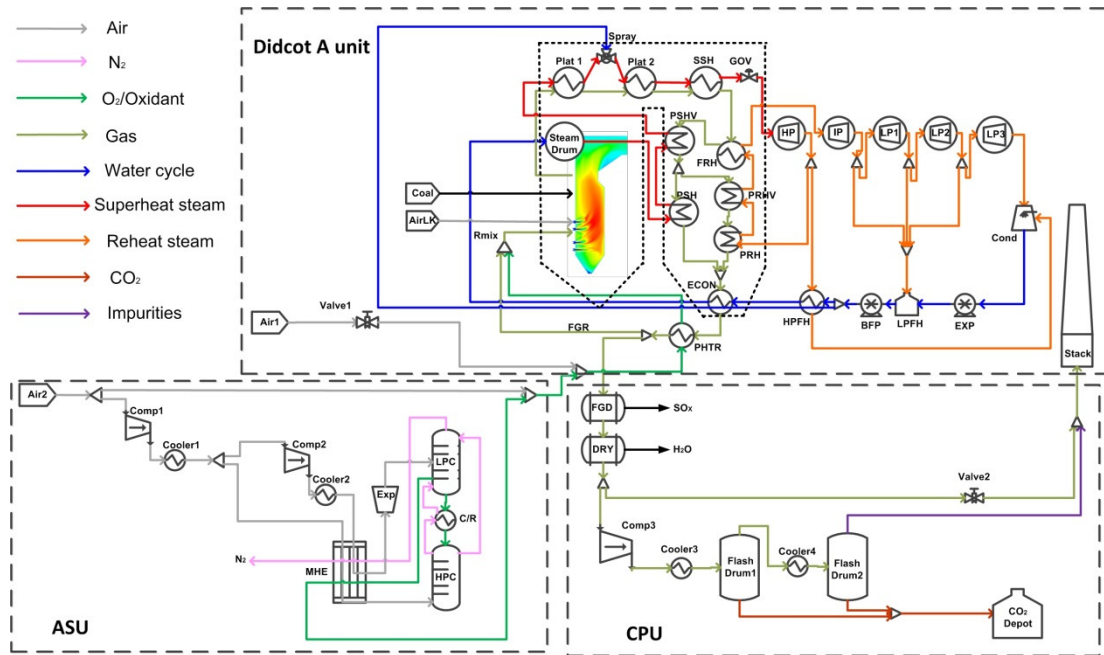 Air
N₂
O₂/Oxidant
Gas
Water cycle
Superheat steam
Reheat steam
CO₂
Impurities
Didcot A unit
Spray
Plat 1
Plat 2
SSH
GOV
Steam
Drum
PSHV
FRH
HP
IP
LP1
LP2
LP3
Coal
AirLK
PSH
PRHV
Rmix
PRH
Cond
ECON
HPFH
BFP
LPFH
EXP
Valve1
Air1
FGR
PHTR
Stack
Air2
Comp1
Cooler1
Comp2
Cooler2
Exp
LPC
C/R
N₂
MHE
HPC
ASU
FGD
SOx
DRY
H₂O
Valve2
Comp3
Cooler3
Flash
Drum1
Cooler4
Flash
Drum2
CO₂
Depot
CPU